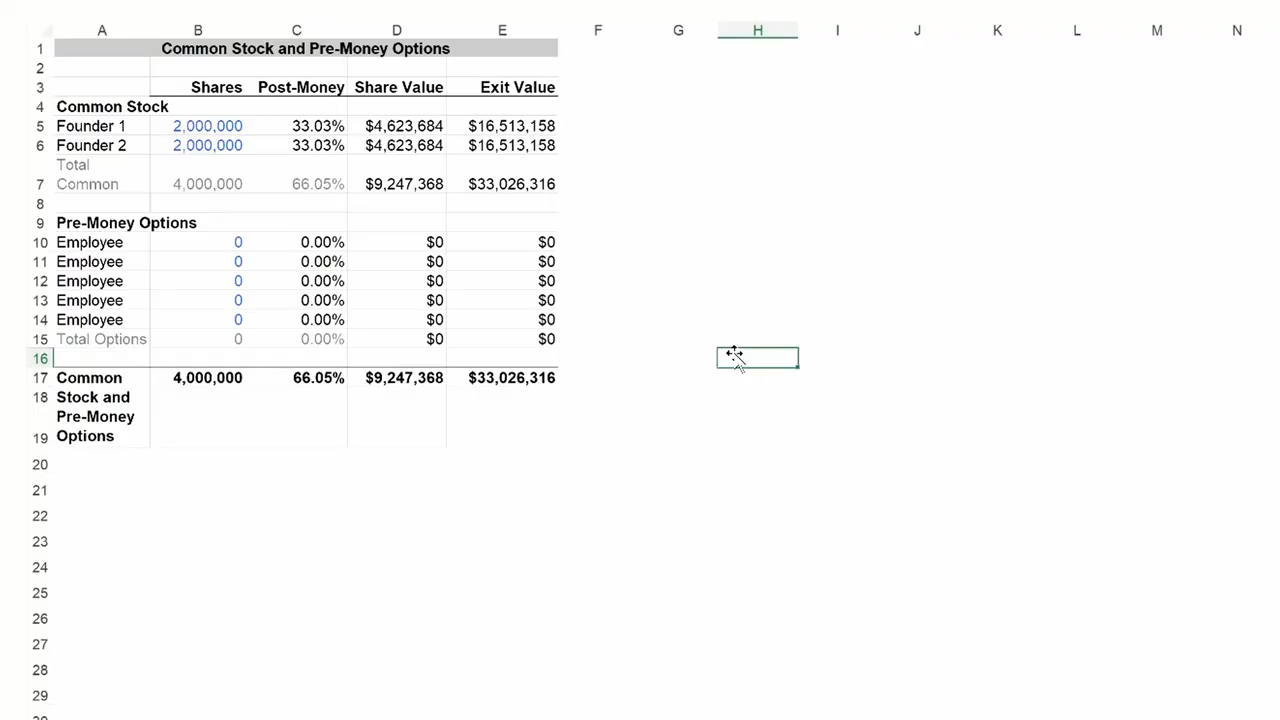 A B C D E F G H I J K L M N
1 Common Stock and Pre-Money Options
2
3 Shares Post-Money Share Value Exit Value
4 Common Stock
5 Founder 1 2,000,000 33.03% $4,623,684 $16,513,158
6 Founder 2 2,000,000 33.03% $4,623,684 $16,513,158
Total
7 Common 4,000,000 66.05% $9,247,368 $33,026,316
8
9 Pre-Money Options
10 Employee 0 0.00% $0 $0
11 Employee 0 0.00% $0 $0
12 Employee 0 0.00% $0 $0
13 Employee 0 0.00% $0 $0
14 Employee 0 0.00% $0 $0
15 Total Options 0 0.00% $0 $0
16
17 Common 4,000,000 66.05% $9,247,368 $33,026,316
18 Stock and
Pre-Money
19 Options
20
21
22
23
24
25
26
27
28
29